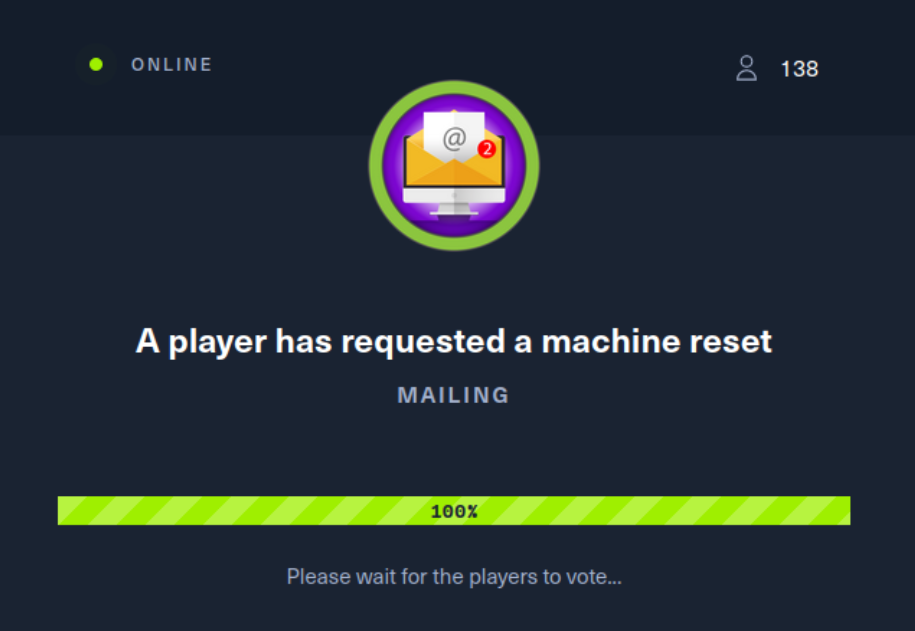 ONLINE
138
@
2
A player has requested a machine reset
MAILING
100%
Please wait for the players to vote...